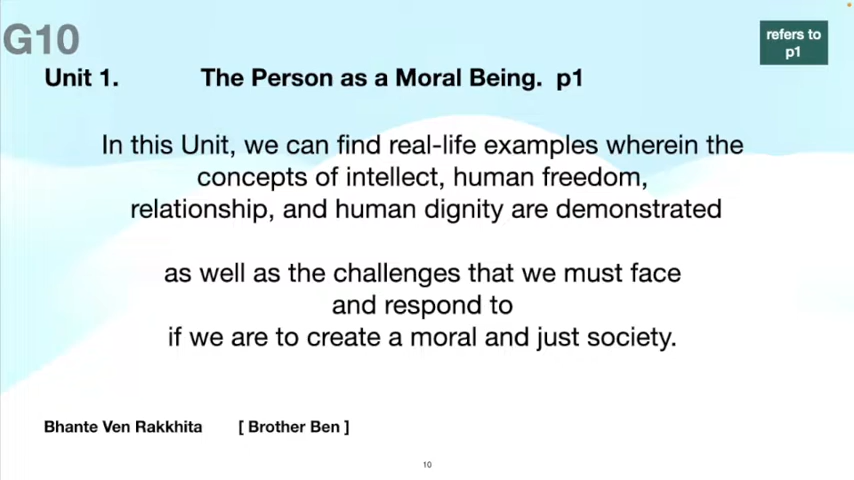 G10
refers to
p1
Unit 1. The Person as a Moral Being. p1
In this Unit, we can find real-life examples wherein the
concepts of intellect, human freedom,
relationship, and human dignity are demonstrated
as well as the challenges that we must face
and respond to
if we are to create a moral and just society.
Bhante Ven Rakkhita [ Brother Ben ]
10